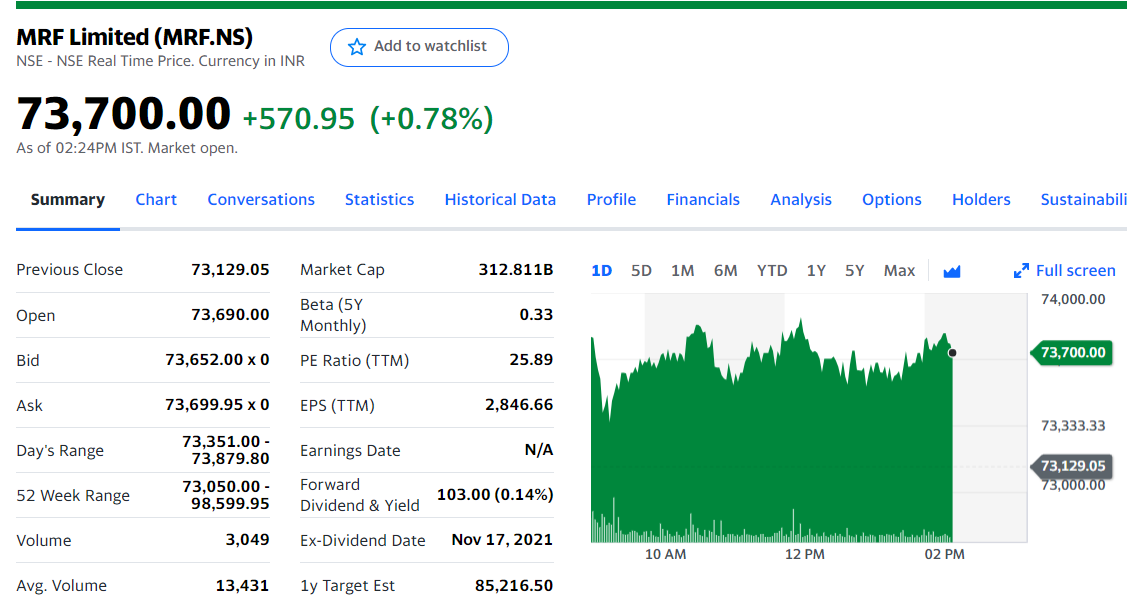 MRF Limited (MRF.NS)
Add to watchlist
NSE - NSE Real Time Price. Currency in INR
73,700.00 +570.95 (+0.78%)
As of 02:24PM IST. Market open.
Summary Chart Conversations Statistics Historical Data Profile Financials Analysis Options Holders Sustainabili
Previous Close 73,129.05
Open 73,690.00
Bid 73,652.00 x 0
Ask 73,699.95 x 0
Day's Range 73,351.00 -
73,879.80
52 Week Range 73,050.00 -
98,599.95
Volume 3,049
Avg. Volume 13,431
Market Cap 312.811B
Beta (5Y
Monthly) 0.33
PE Ratio (TTM) 25.89
EPS (TTM) 2,846.66
Earnings Date N/A
Forward
Dividend & Yield 103.00 (0.14%)
Ex-Dividend Date Nov 17, 2021
1y Target Est 85,216.50
1D 5D 1M 6M YTD 1Y 5Y Max Full screen
74,000.00
73,700.00
73,333.33
73,129.05
73,000.00
10 AM 12 PM 02 PM